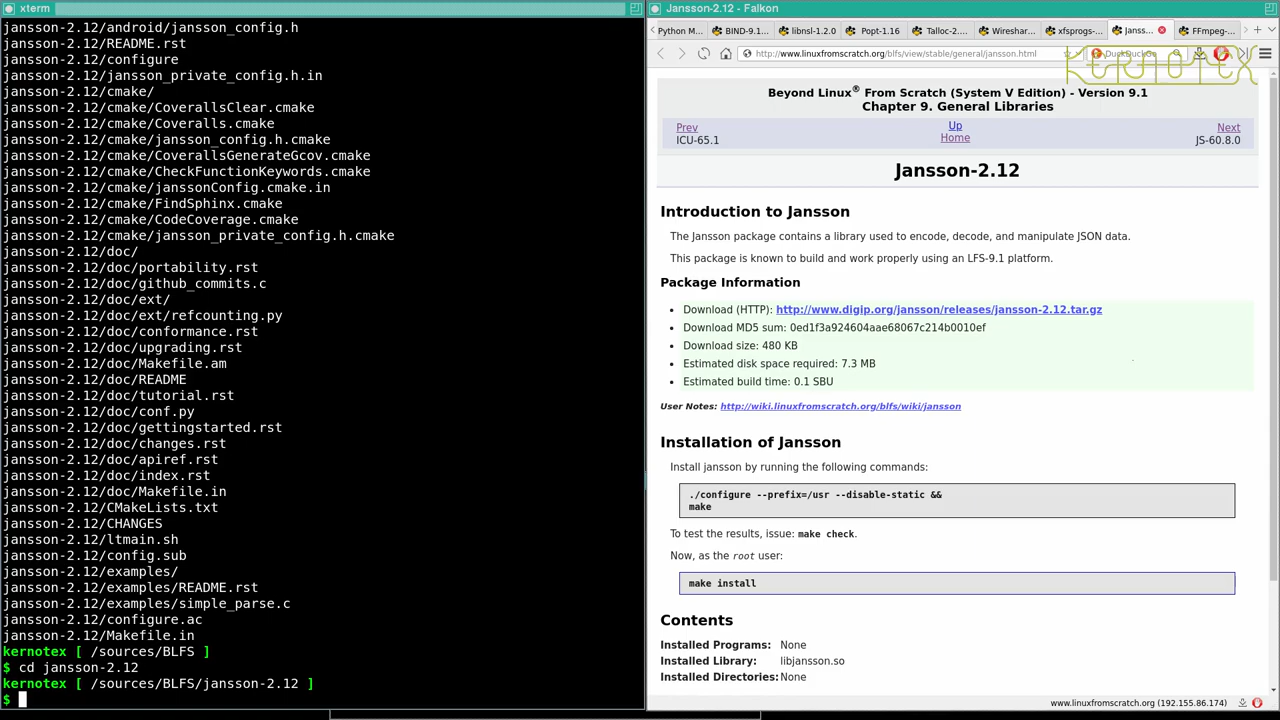 xterm
jansson-2.12/android/jansson_config.h
jansson-2.12/README.rst
jansson-2.12/configure
jansson-2.12/jansson_private_config.h.in
jansson-2.12/cmake/
jansson-2.12/cmake/CoverallsClear.cmake
jansson-2.12/cmake/Coveralls.cmake
jansson-2.12/cmake/jansson_config.h.cmake
jansson-2.12/cmake/CoverallsGenerateGcov.cmake
jansson-2.12/cmake/CheckFunctionKeywords.cmake
jansson-2.12/cmake/janssonConfig.cmake.in
jansson-2.12/cmake/FindSphinx.cmake
jansson-2.12/cmake/CodeCoverage.cmake
jansson-2.12/cmake/jansson_private_config.h.cmake
jansson-2.12/doc/
jansson-2.12/doc/portability.rst
jansson-2.12/doc/github_commits.c
jansson-2.12/doc/ext/
jansson-2.12/doc/ext/refcounting.py
jansson-2.12/doc/conformance.rst
jansson-2.12/doc/upgrading.rst
jansson-2.12/doc/Makefile.am
jansson-2.12/doc/README
jansson-2.12/doc/tutorial.rst
jansson-2.12/doc/conf.py
jansson-2.12/doc/gettingstarted.rst
jansson-2.12/doc/changes.rst
jansson-2.12/doc/apiref.rst
jansson-2.12/doc/index.rst
jansson-2.12/doc/Makefile.in
jansson-2.12/CMakeLists.txt
jansson-2.12/CHANGES
jansson-2.12/ltmain.sh
jansson-2.12/config.sub
jansson-2.12/examples/
jansson-2.12/examples/README.rst
jansson-2.12/examples/simple_parse.c
jansson-2.12/configure.ac
jansson-2.12/Makefile.in
kernotex [ /sources/BLFS ]
$ cd jansson-2.12
kernotex [ /sources/BLFS/jansson-2.12 ]
$
Jansson-2.12 - Falkon
Python M... BIND-9.1... libnsl-1.2.0 Popt-1.16 Talloc-2.... Wireshar... xfsprogs-... Janss... FFmpeg-...
http://www.linuxfromscratch.org/blfs/view/stable/general/jansson.html DuckDuckGo
KERNOTEX
Beyond Linux® From Scratch (System V Edition) - Version 9.1
Chapter 9. General Libraries
Prev Up Next
ICU-65.1 Home JS-60.8.0
Jansson-2.12
Introduction to Jansson
The Jansson package contains a library used to encode, decode, and manipulate JSON data.
This package is known to build and work properly using an LFS-9.1 platform.
Package Information
• Download (HTTP): http://www.digip.org/jansson/releases/jansson-2.12.tar.gz
• Download MD5 sum: 0ed1f3a924604aae68067c214b0010ef
• Download size: 480 KB
• Estimated disk space required: 7.3 MB
• Estimated build time: 0.1 SBU
User Notes: http://wiki.linuxfromscratch.org/blfs/wiki/jansson
Installation of Jansson
Install jansson by running the following commands:
./configure --prefix=/usr --disable-static &&
make
To test the results, issue: make check.
Now, as the root user:
make install
Contents
Installed Programs: None
Installed Library: libjansson.so
Installed Directories: None
www.linuxfromscratch.org (192.155.86.174)